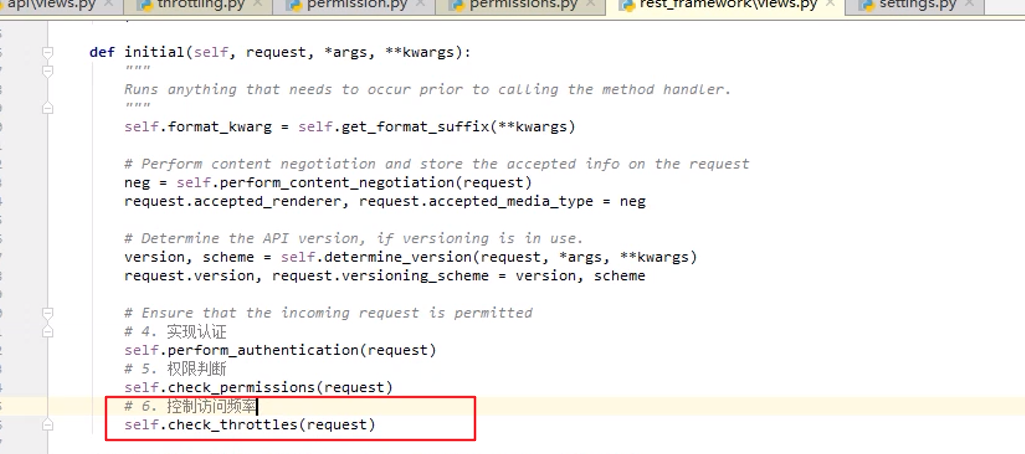 api\views.py throttling.py permission.py permissions.py rest_framework\views.py settings.py
def initial(self, request, *args, **kwargs):
"""
Runs anything that needs to occur prior to calling the method handler.
"""
self.format_kwarg = self.get_format_suffix(**kwargs)
# Perform content negotiation and store the accepted info on the request
neg = self.perform_content_negotiation(request)
request.accepted_renderer, request.accepted_media_type = neg
# Determine the API version, if versioning is in use.
version, scheme = self.determine_version(request, *args, **kwargs)
request.version, request.versioning_scheme = version, scheme
# Ensure that the incoming request is permitted
# 4. 实现认证
self.perform_authentication(request)
# 5. 权限判断
self.check_permissions(request)
# 6. 控制访问频率
self.check_throttles(request)